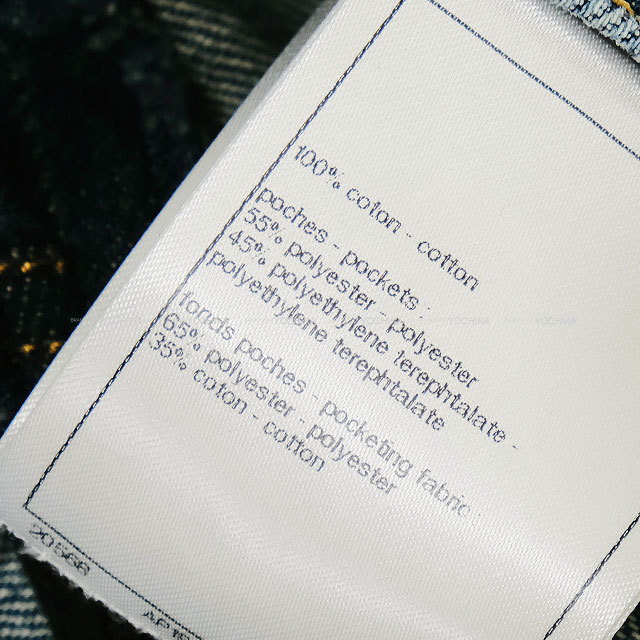 100% coton - cotton
poches - pockets :
55% polyester - polyester
45% polyethylene terephtalate -
polyethylene terephtalate
fonds poches - pocketing fabric :
65% polyester - polyester
35% coton - cotton